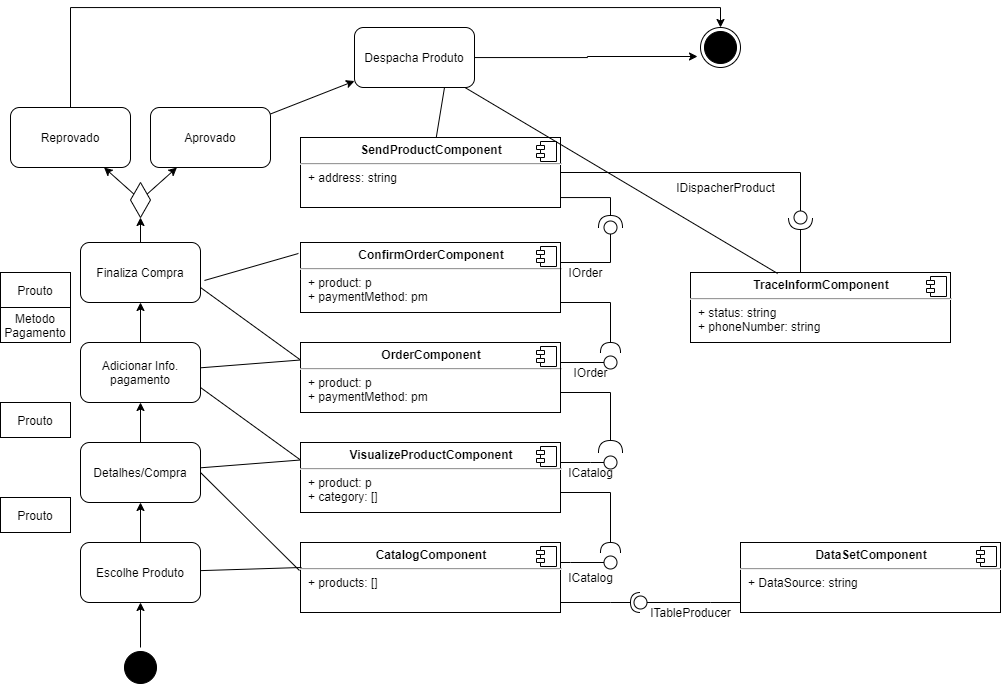 Despacha Produto
Reprovado
Aprovado
SendProductComponent
+ address: string
IDispacherProduct
Finaliza Compra
ConfirmOrderComponent
+ product: p
+ paymentMethod: pm
IOrder
TraceInformComponent
+ status: string
+ phoneNumber: string
Prouto
Metodo
Pagamento
Adicionar Info.
pagamento
OrderComponent
+ product: p
+ paymentMethod: pm
IOrder
Prouto
Detalhes/Compra
VisualizeProductComponent
+ product: p
+ category: []
ICatalog
Prouto
Escolhe Produto
CatalogComponent
+ products: []
ICatalog
DataSetComponent
+ DataSource: string
ITableProducer